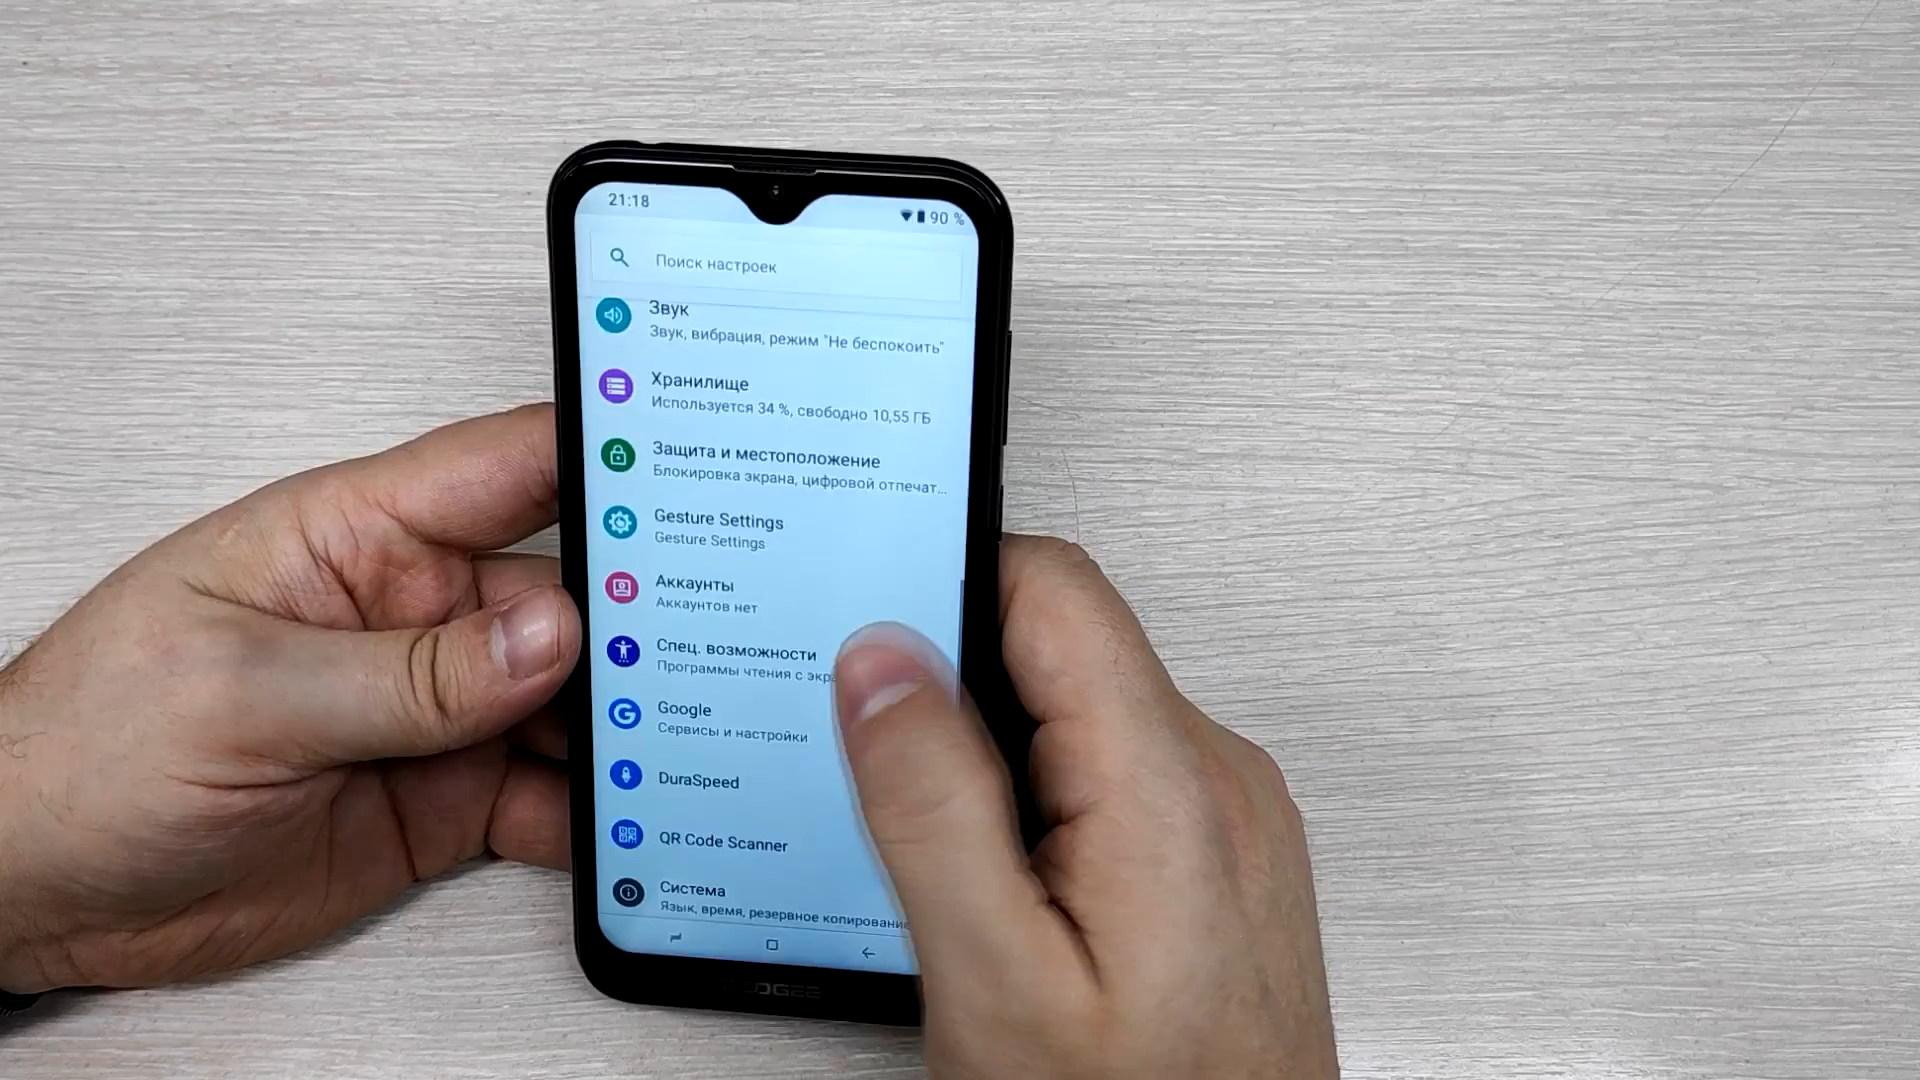 21:18
90 %
Поиск настроек
Звук
Звук, вибрация, режим "Не беспокоить"
Хранилище
Используется 34 %, свободно 10,55 ГБ
Защита и местоположение
Блокировка экрана, цифровой отпечат...
Gesture Settings
Gesture Settings
Аккаунты
Аккаунтов нет
Спец. возможности
Программы чтения с
Google
Сервисы и настройки
DuraSpeed
QR Code Scanner
Система
Язык, время, резервное копирование